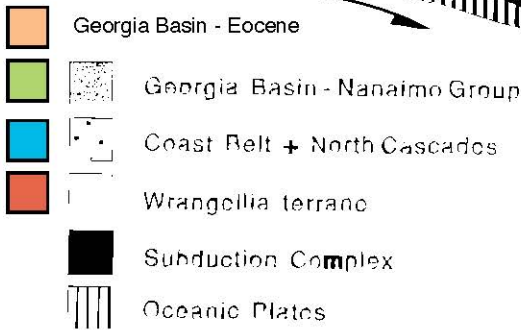 Georgia Basin - Eocene
Georgia Basin - Nanaimo Group
Coast Belt + North Cascades
Wrangellia terrane
Subduction Complex
Oceanic Plates